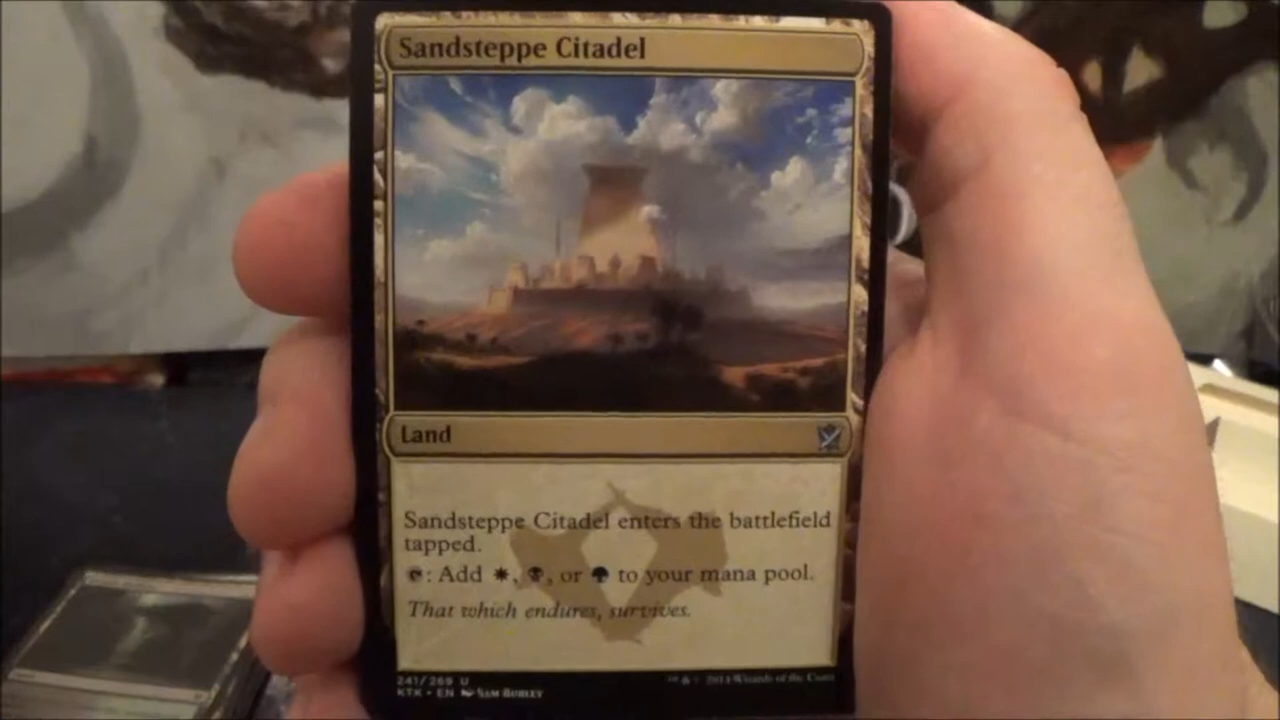 Sandsteppe Citadel
Land
Sandsteppe Citadel enters the battlefield
tapped.
: Add , , or to your mana pool.
That which endures, survives.
241/269 U
KTK • EN Sam Burley
™ & © 2014 Wizards of the Coast